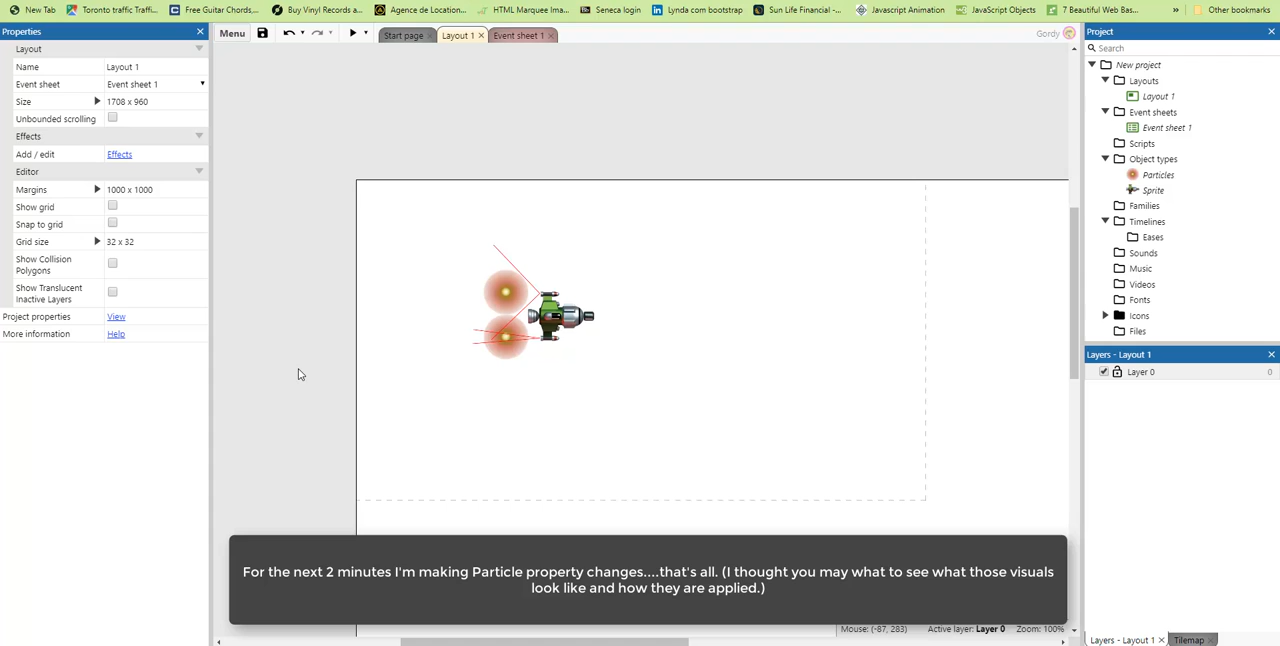 New Tab Toronto traffic Traffi... Free Guitar Chords,... Buy Vinyl Records a... Agence de Location... HTML Marquee Ima... Seneca login Lynda com bootstrap Sun Life Financial -... Javascript Animation JavaScript Objects 7 Beautiful Web Bas... » Other bookmarks
Properties
Menu
Start page
Layout 1
Event sheet 1
Gordy
Project
Layout
Search
Name Layout 1
New project
Event sheet Event sheet 1
Layouts
Size 1708 x 960
Layout 1
Unbounded scrolling
Event sheets
Effects
Event sheet 1
Add / edit Effects
Scripts
Editor
Object types
Margins 1000 x 1000
Particles
Show grid
Sprite
Snap to grid
Families
Grid size 32 x 32
Timelines
Show Collision
Polygons
Eases
Show Translucent
Inactive Layers
Sounds
Project properties View
Music
More information Help
Videos
Fonts
Icons
Files
Layers - Layout 1
Layer 0 0
For the next 2 minutes I'm making Particle property changes....that's all. (I thought you may what to see what those visuals
look like and how they are applied.)
Mouse: (-87, 283) Active layer: Layer 0 Zoom: 100%
Layers - Layout 1 Tilemap